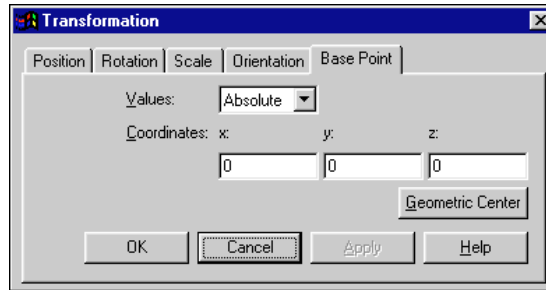 Transformation
Position Rotation Scale Orientation Base Point
Values: Absolute
Coordinates: x: y: z:
0 0 0
Geometric Center
OK Cancel Apply Help